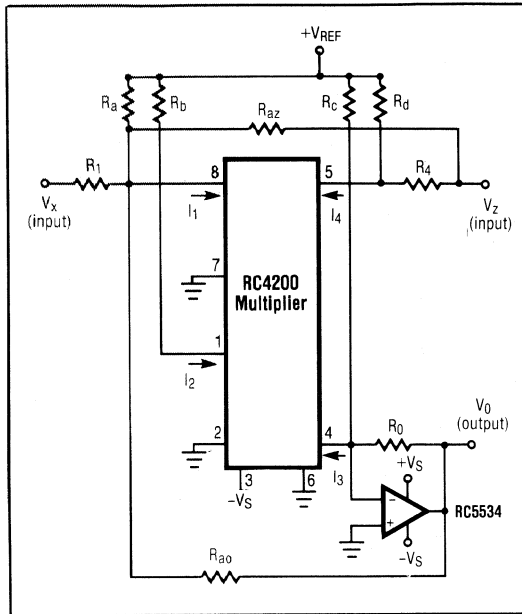 +VREF
Ra
Rb
Rc
Rd
Raz
R1
8
5
R4
Vx
(input)
I1
I4
Vz
(input)
7
RC4200
Multiplier
1
I2
V0
(output)
2
4
R0
3
6
I3
+VS
-VS
−
+
RC5534
-VS
Rao